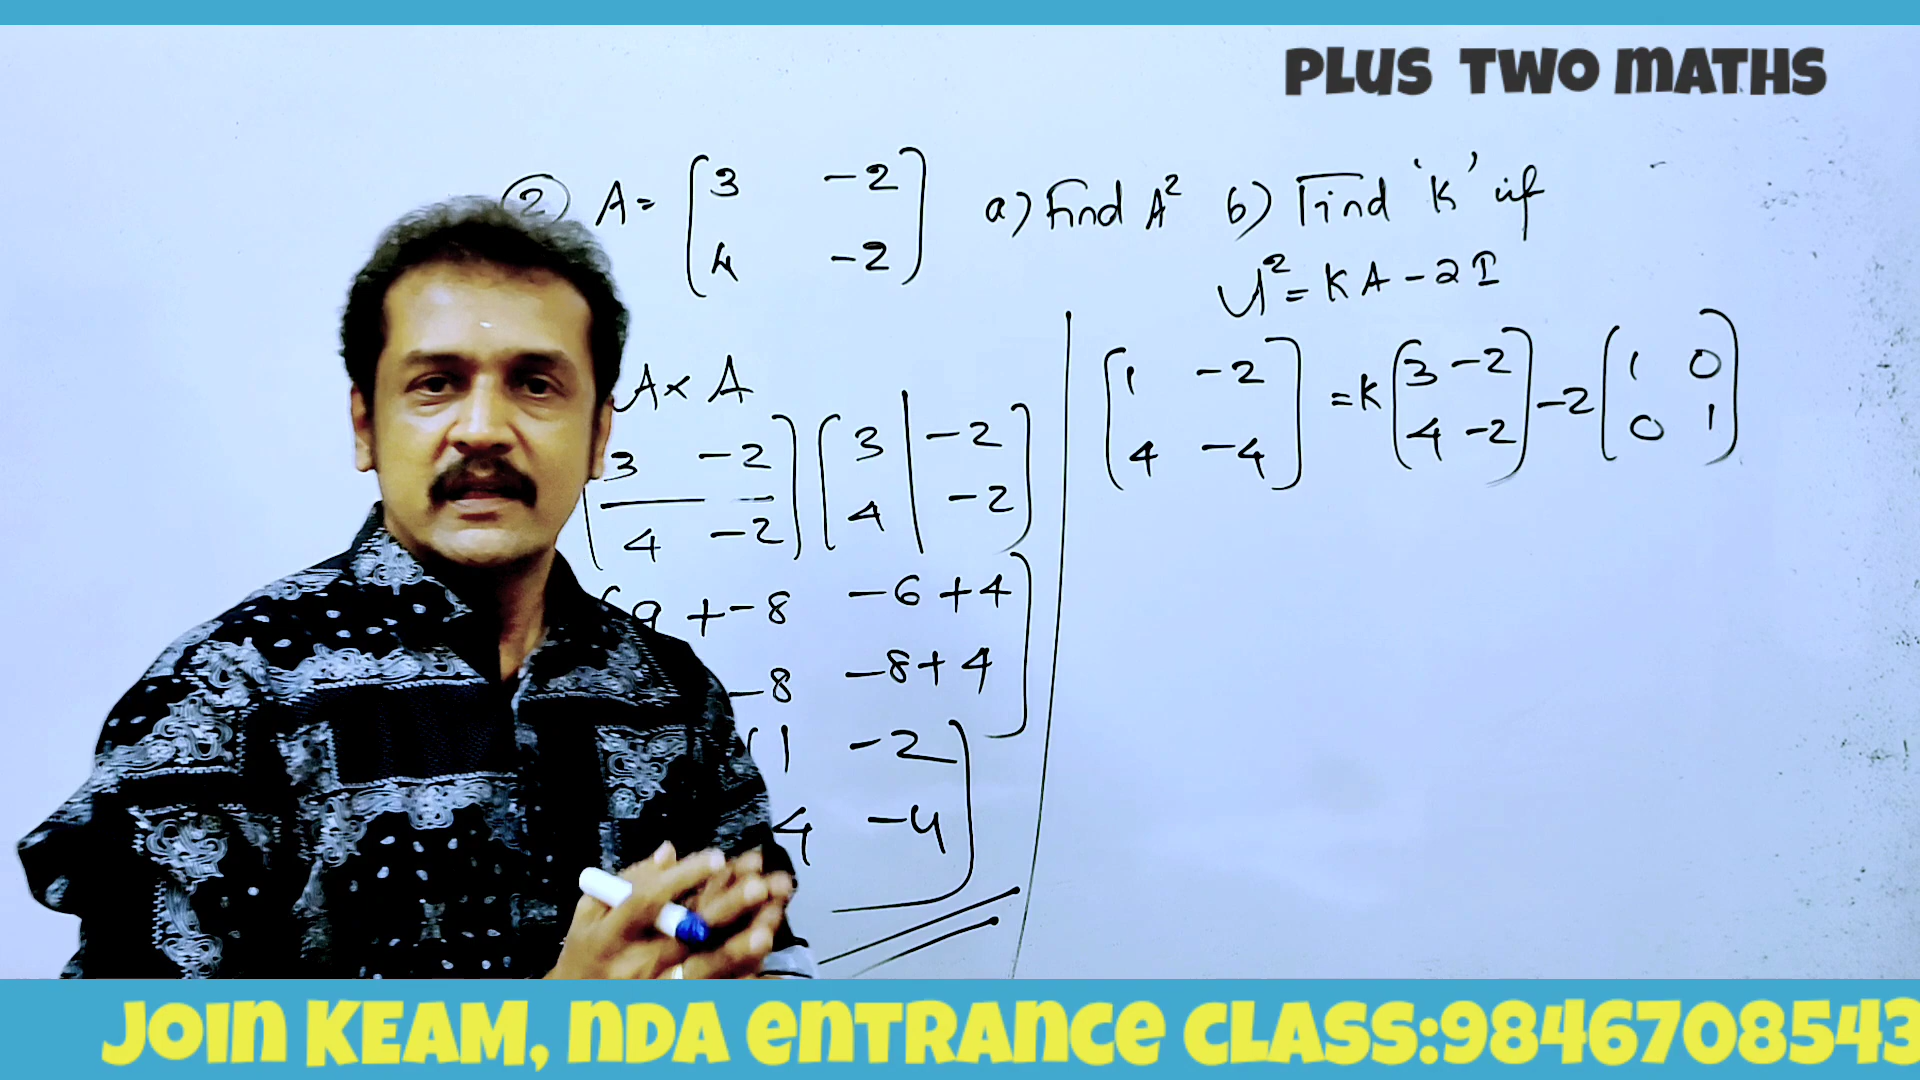 PLUS TWO MATHS
② A = [3 -2
4 -2] a) Find A² b) Find 'K' if
A² = KA - 2I
A × A
[3 -2
4 -2] [3 -2
4 -2]
[9 + -8 -6 + 4
-8 -8 + 4]
[1 -2
4 -4]
[1 -2
4 -4] = K [3 -2
4 -2] - 2 [1 0
0 1]
JOIN KEAM, NDA ENTRANCE CLASS:9846708543